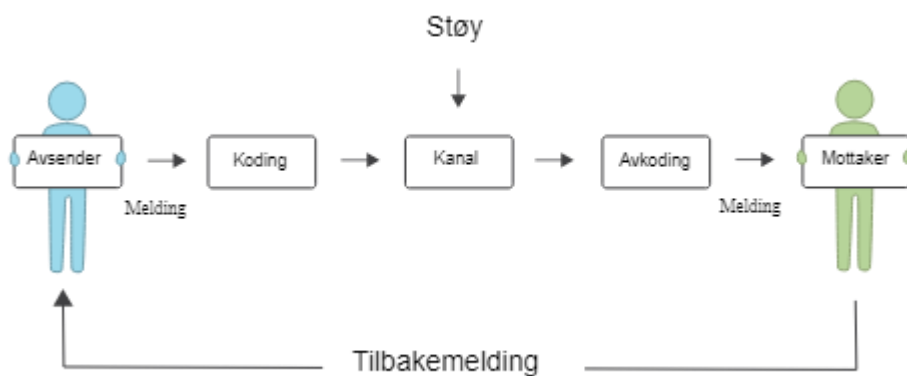 Støy
Avsender
Koding
Kanal
Avkoding
Mottaker
Melding
Melding
Tilbakemelding